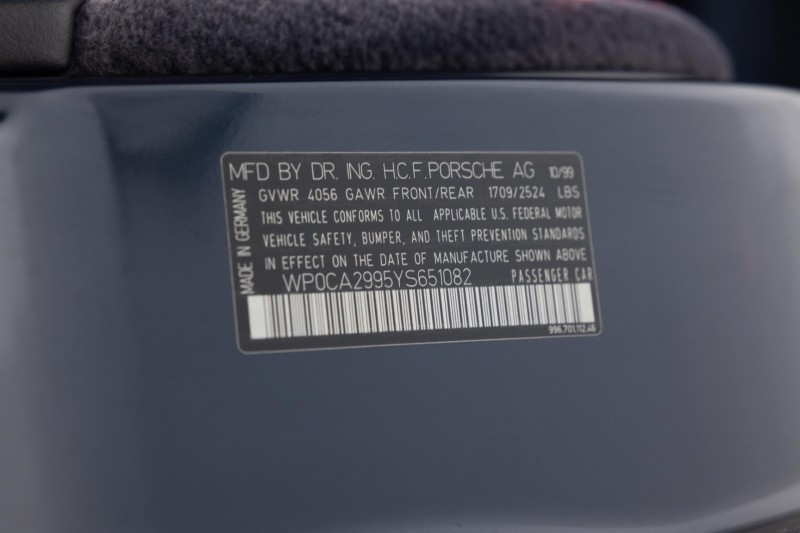 MFD BY DR. ING. H.C.F.PORSCHE AG 10/99
GVWR 4056 GAWR FRONT/REAR 1709/2524 LBS
THIS VEHICLE CONFORMS TO ALL APPLICABLE U.S. FEDERAL MOTOR
VEHICLE SAFETY, BUMPER, AND THEFT PREVENTION STANDARDS
IN EFFECT ON THE DATE OF MANUFACTURE SHOWN ABOVE
WP0CA2995YS651082 PASSENGER CAR
MADE IN GERMANY
996.701.112.46